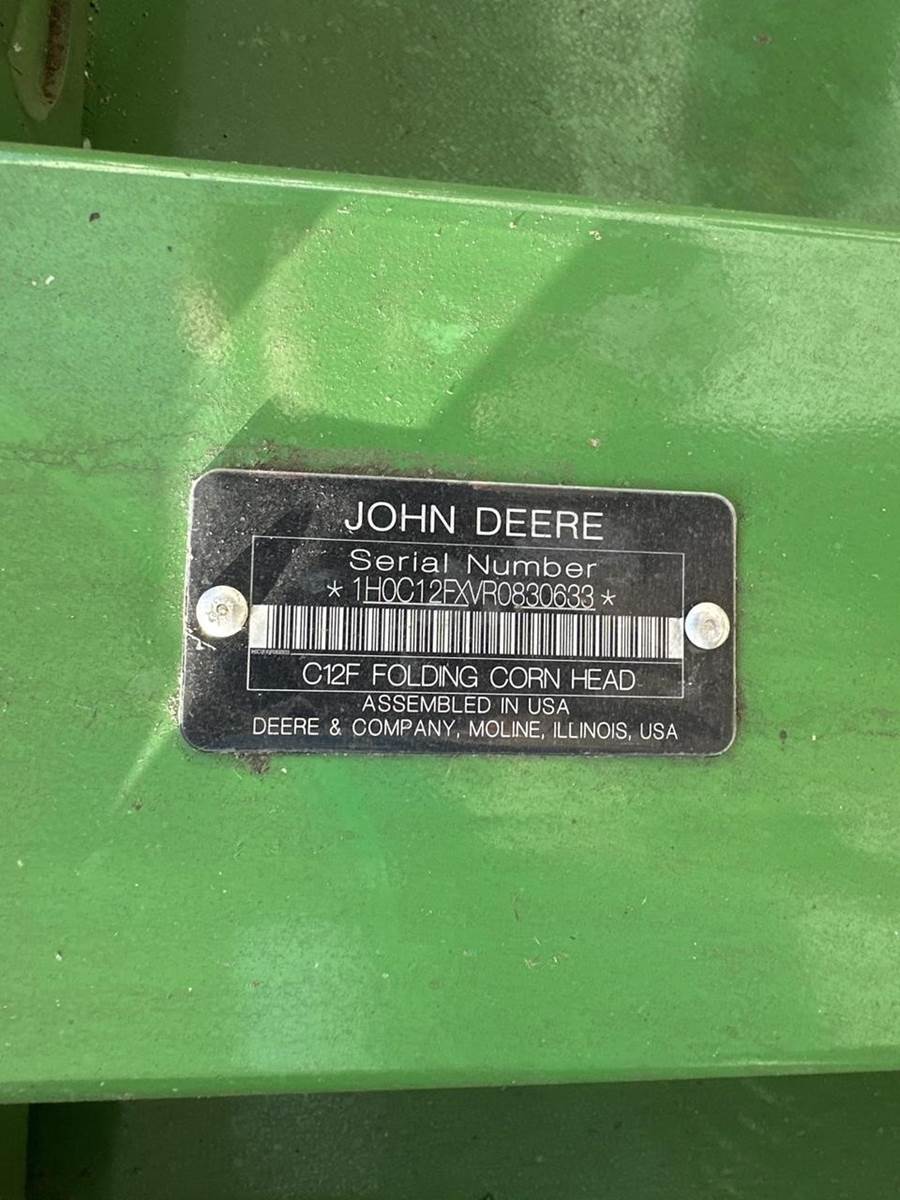 JOHN DEERE
Serial Number
* 1H0C12FXVR0830633 *
C12F FOLDING CORN HEAD
ASSEMBLED IN USA
DEERE & COMPANY, MOLINE, ILLINOIS, USA